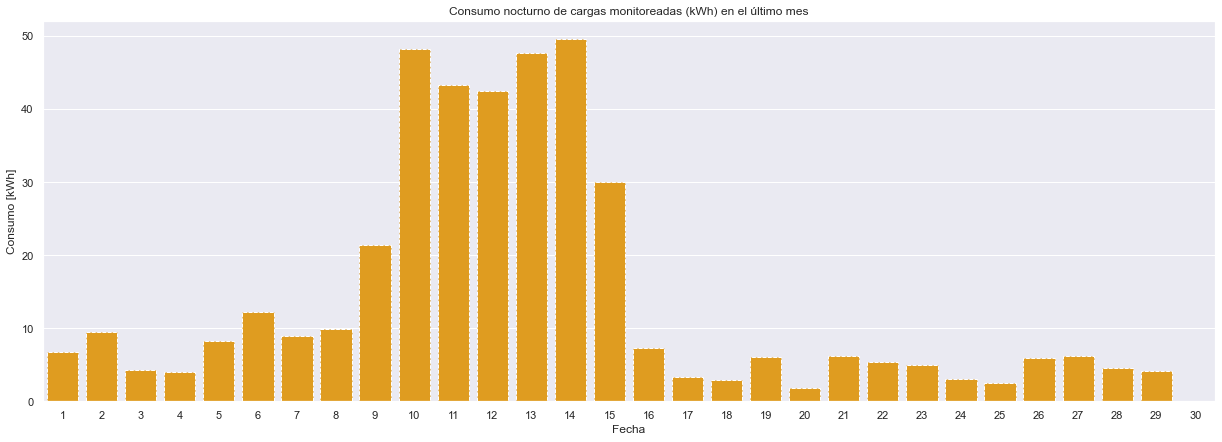 Consumo nocturno de cargas monitoreadas (kWh) en el último mes
50
40
30
20
10
0
Consumo [kWh]
1 2 3 4 5 6 7 8 9 10 11 12 13 14 15 16 17 18 19 20 21 22 23 24 25 26 27 28 29 30
Fecha